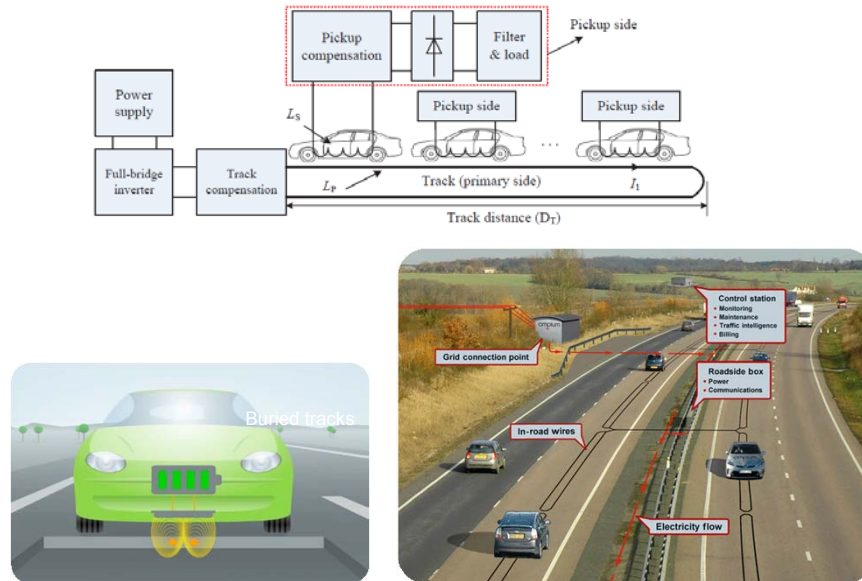 Pickup
compensation
Filter
& load
Pickup side
Power
supply
L_S
Pickup side
Pickup side
...
Full-bridge
inverter
Track
compensation
L_P
Track (primary side)
I_1
Track distance (D_T)
Buried tracks
Control station
Monitoring
Maintenance
Traffic intelligence
Billing
Grid connection point
Roadside box
Power
Communications
In-road wires
Electricity flow